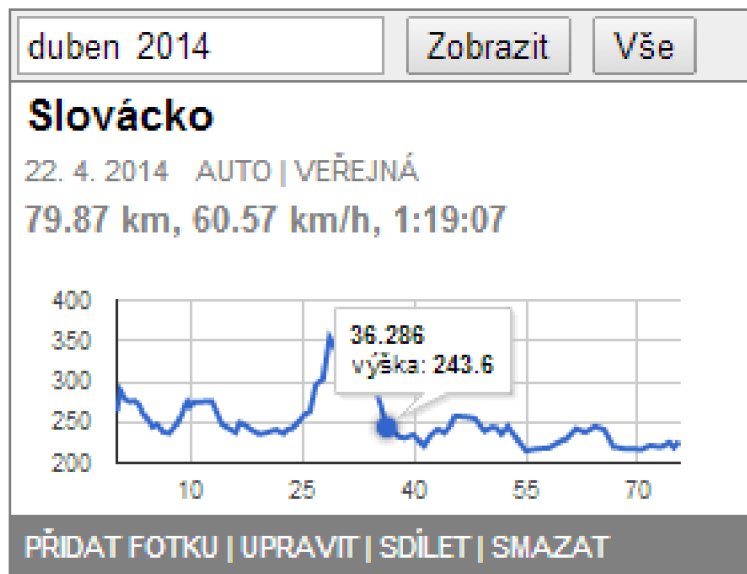 duben 2014 Zobrazit Vše
Slovácko
22. 4. 2014 AUTO | VEŘEJNÁ
79.87 km, 60.57 km/h, 1:19:07
400
350
300
250
200
36.286
výška: 243.6
10 25 40 55 70
PŘIDAT FOTKU | UPRAVIT | SDÍLET | SMAZAT